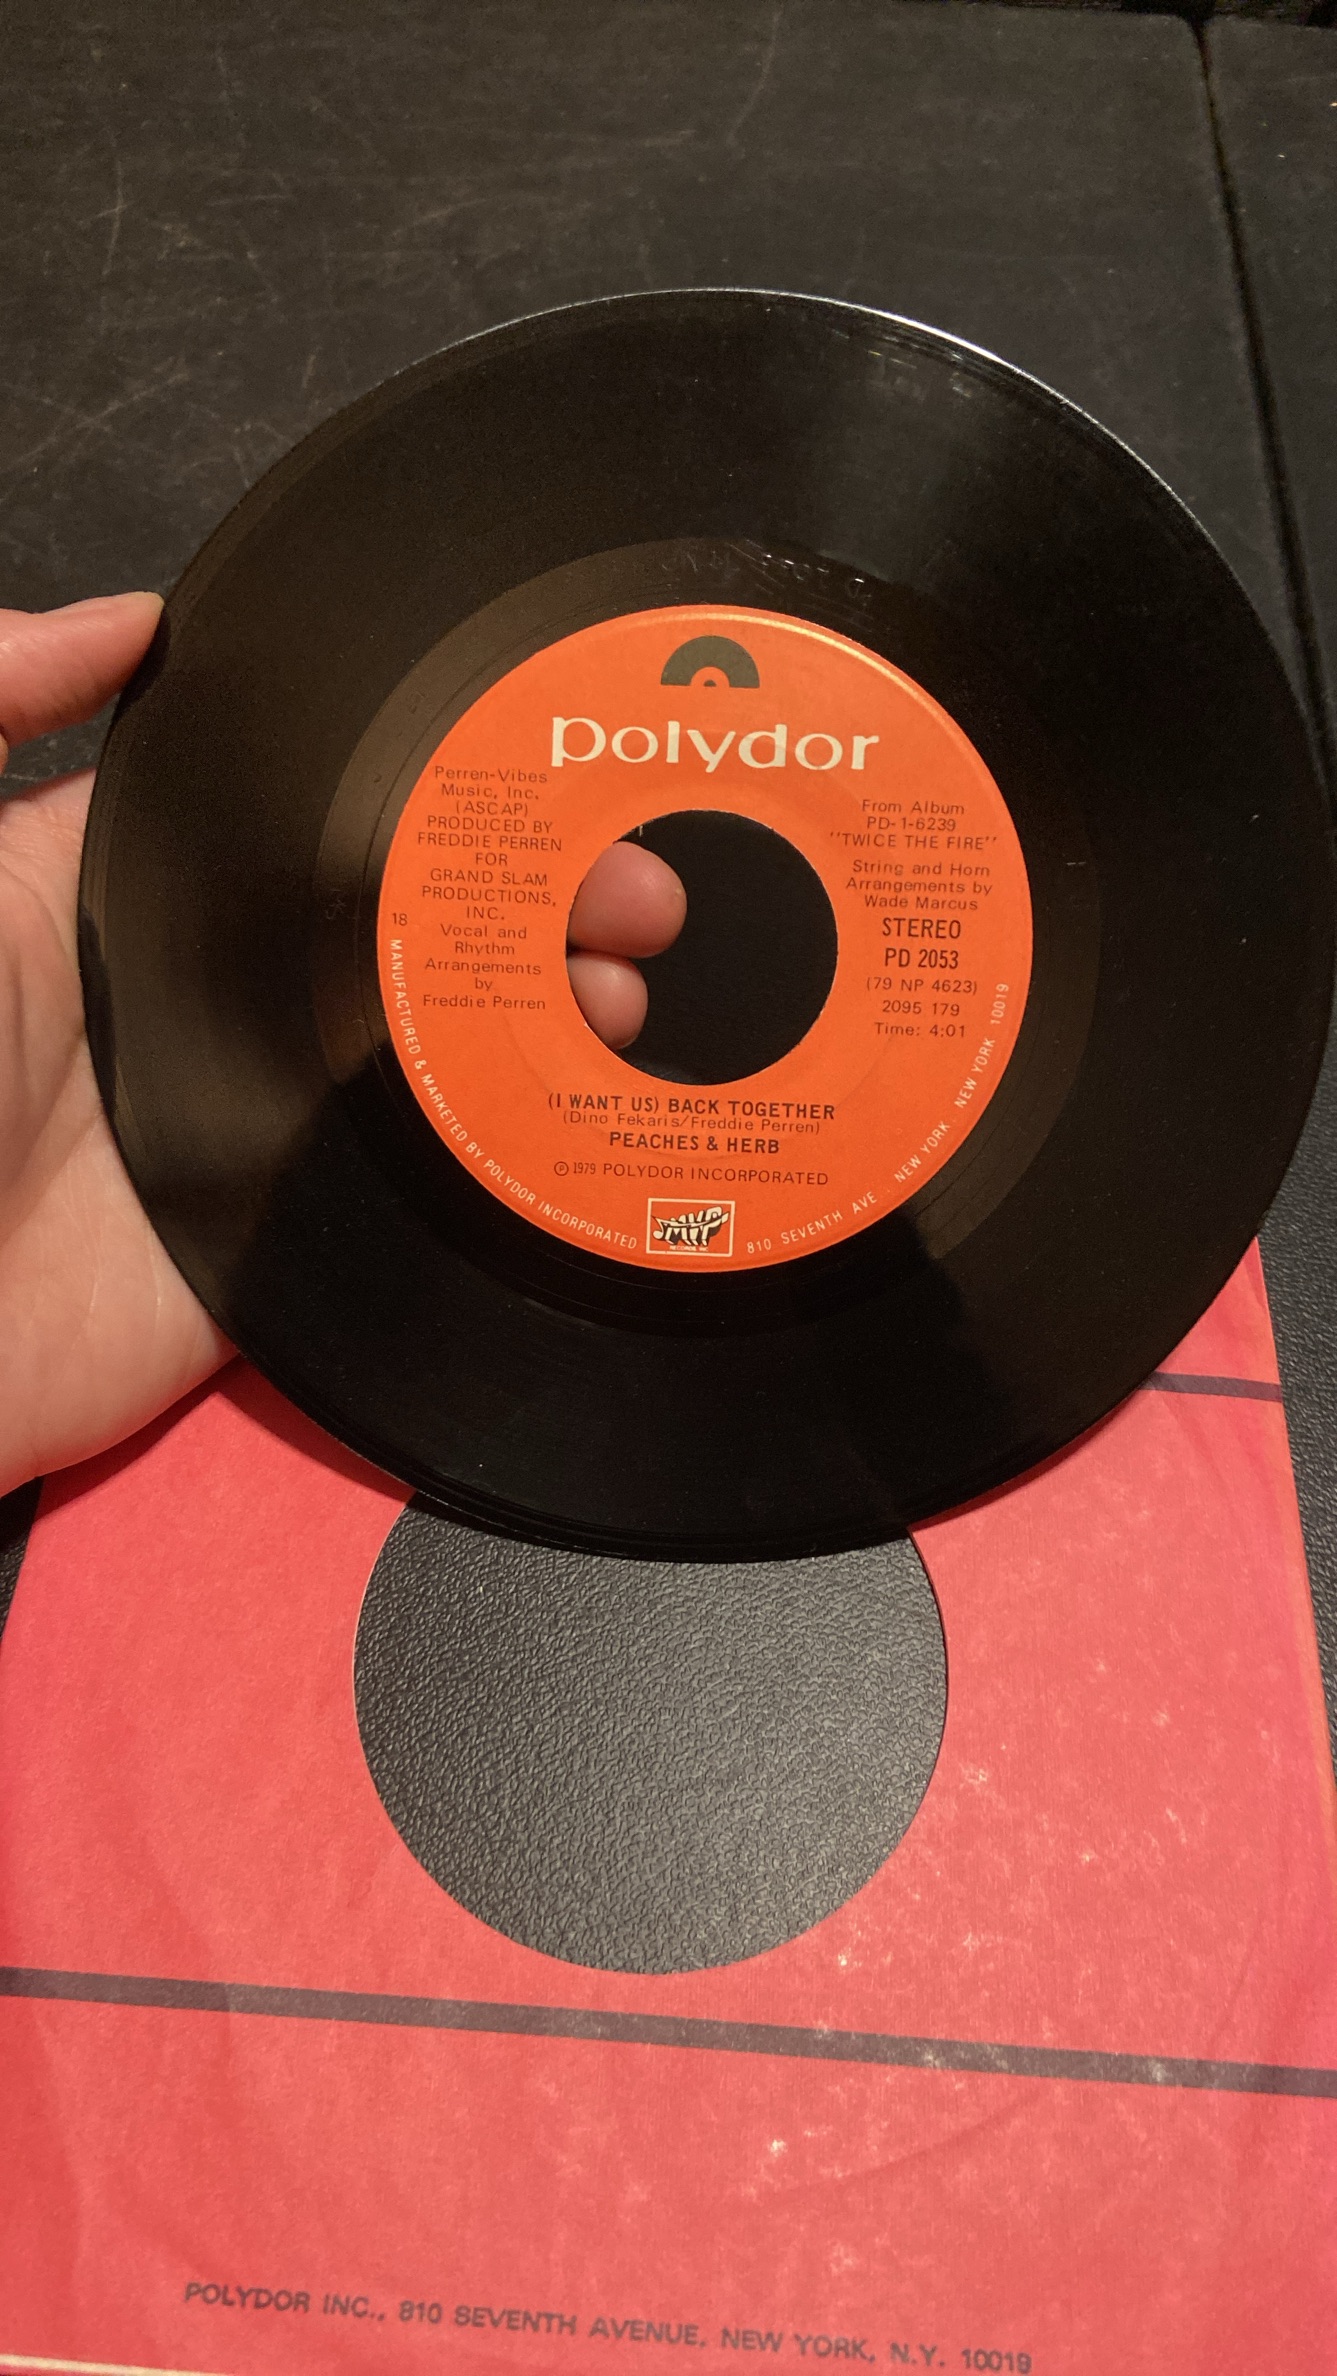 polydor
Perren-Vibes
Music, Inc.
(ASCAP)
PRODUCED BY
FREDDIE PERREN
FOR
GRAND SLAM
PRODUCTIONS,
INC.
Vocal and
Rhythm
Arrangements
by
Freddie Perren
18
From Album
PD-1-6239
"TWICE THE FIRE"
String and Horn
Arrangements by
Wade Marcus
STEREO
PD 2053
(79 NP 4623)
2095 179
Time: 4:01
(I WANT US) BACK TOGETHER
(Dino Fekaris/Freddie Perren)
PEACHES & HERB
℗ 1979 POLYDOR INCORPORATED
MVP
RECORDS, INC
MANUFACTURED & MARKETED BY POLYDOR INCORPORATED
810 SEVENTH AVE . NEW YORK . NEW YORK 10019
POLYDOR INC., 810 SEVENTH AVENUE, NEW YORK, N.Y. 10019